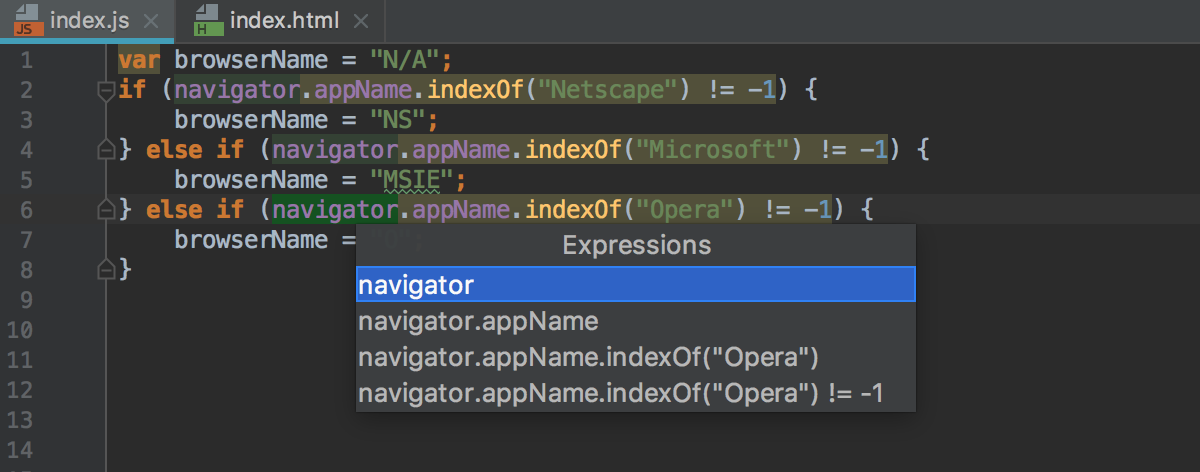 JS index.js × H index.html ×
1 var browserName = "N/A";
2 if (navigator.appName.indexOf("Netscape") != -1) {
3 browserName = "NS";
4 } else if (navigator.appName.indexOf("Microsoft") != -1) {
5 browserName = "MSIE";
6 } else if (navigator.appName.indexOf("Opera") != -1) {
7 browserName =
Expressions
8 }
navigator
9
navigator.appName
10
navigator.appName.indexOf("Opera")
11
navigator.appName.indexOf("Opera") != -1
12
13
14